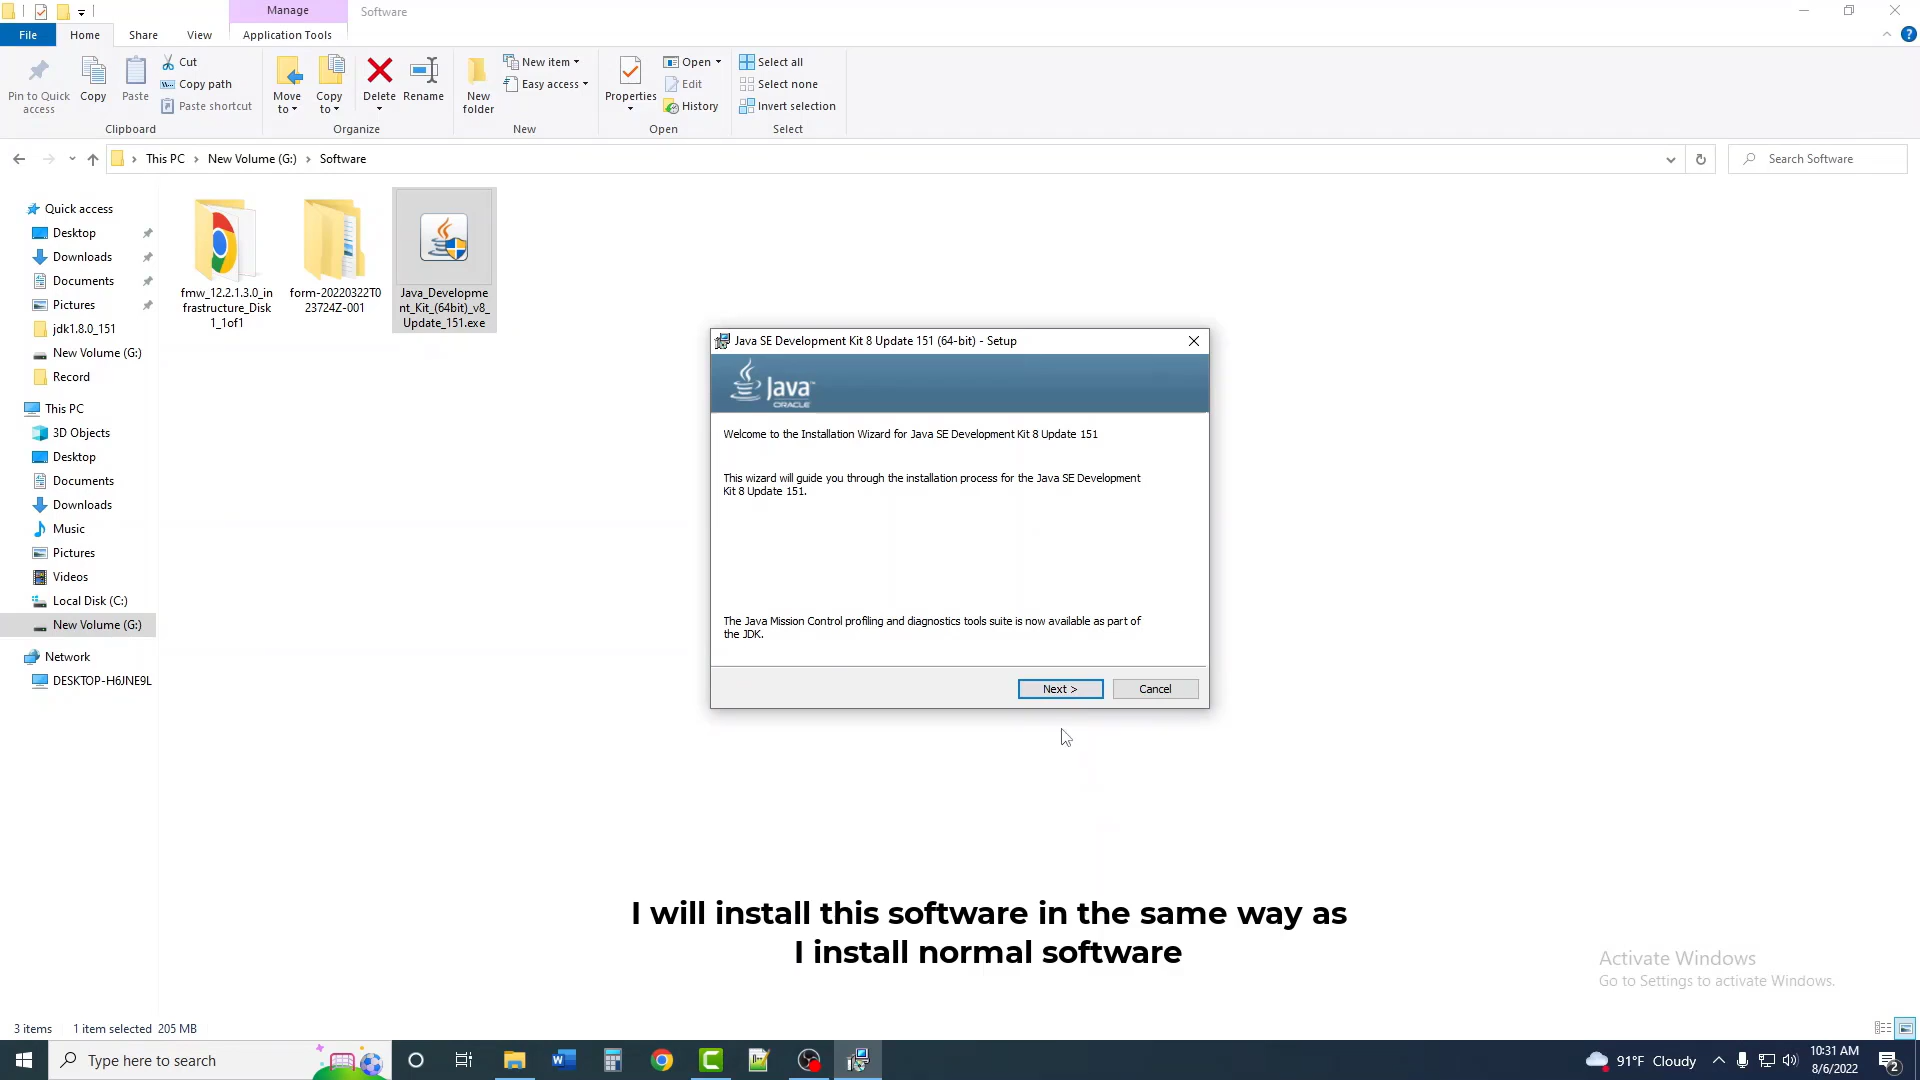 Manage
Software
File
Home
Share
View
Application Tools
Pin to Quick
access
Copy
Paste
Cut
Copy path
Paste shortcut
Clipboard
Move
to
Copy
to
Delete
Rename
Organize
New
folder
New item
Easy access
New
Properties
Open
Edit
History
Open
Select all
Select none
Invert selection
Select
This PC
New Volume (G:)
Software
Search Software
Quick access
Desktop
Downloads
Documents
Pictures
jdk1.8.0_151
New Volume (G:)
Record
This PC
3D Objects
Desktop
Documents
Downloads
Music
Pictures
Videos
Local Disk (C:)
New Volume (G:)
Network
DESKTOP-H6JNE9L
fmw_12.2.1.3.0_in
frastructure_Disk
1_1of1
form-20220322T0
23724Z-001
Java_Developme
nt_Kit_(64bit)_v8_
Update_151.exe
Java SE Development Kit 8 Update 151 (64-bit) - Setup
Java™
ORACLE
Welcome to the Installation Wizard for Java SE Development Kit 8 Update 151
This wizard will guide you through the installation process for the Java SE Development
Kit 8 Update 151.
The Java Mission Control profiling and diagnostics tools suite is now available as part of
the JDK.
Next >
Cancel
I will install this software in the same way as
I install normal software
Activate Windows
Go to Settings to activate Windows.
3 items
1 item selected 205 MB
Type here to search
91°F Cloudy
10:31 AM
8/6/2022
2